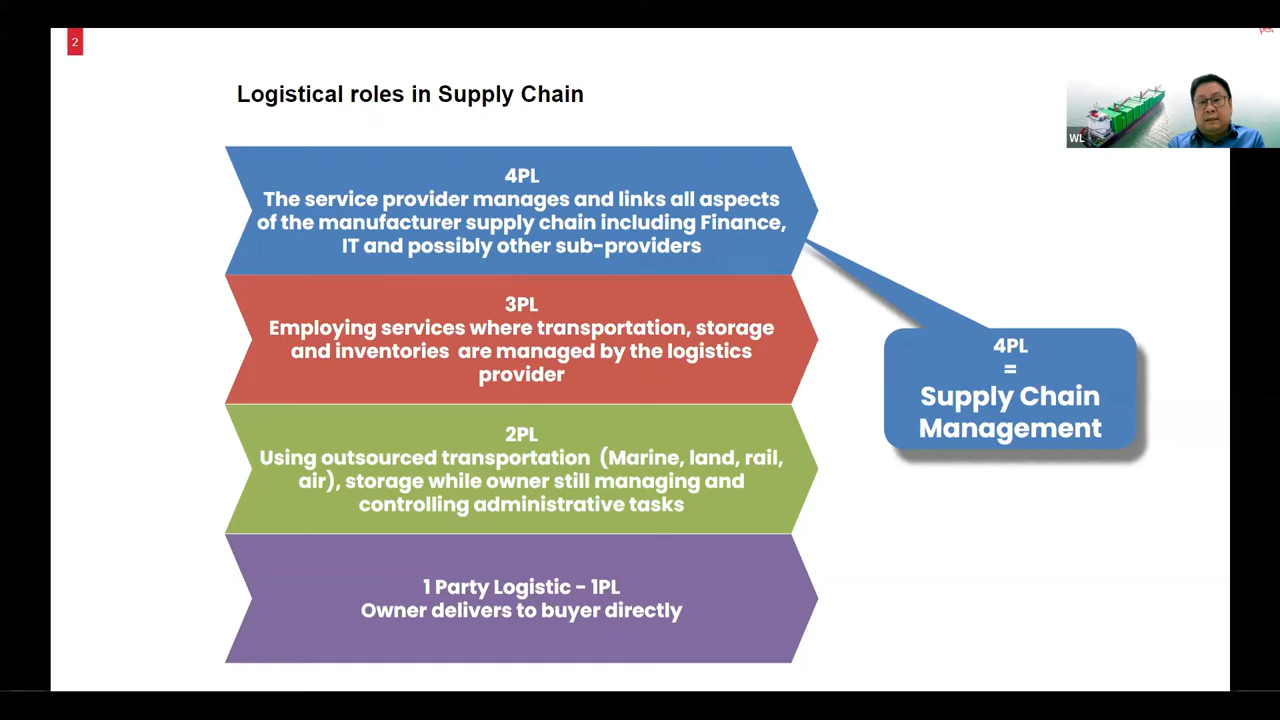 2
Logistical roles in Supply Chain
WL
4PL
The service provider manages and links all aspects
of the manufacturer supply chain including Finance,
IT and possibly other sub-providers
3PL
Employing services where transportation, storage
and inventories are managed by the logistics
provider
4PL
=
Supply Chain
Management
2PL
Using outsourced transportation (Marine, land, rail,
air), storage while owner still managing and
controlling administrative tasks
1 Party Logistic - 1PL
Owner delivers to buyer directly